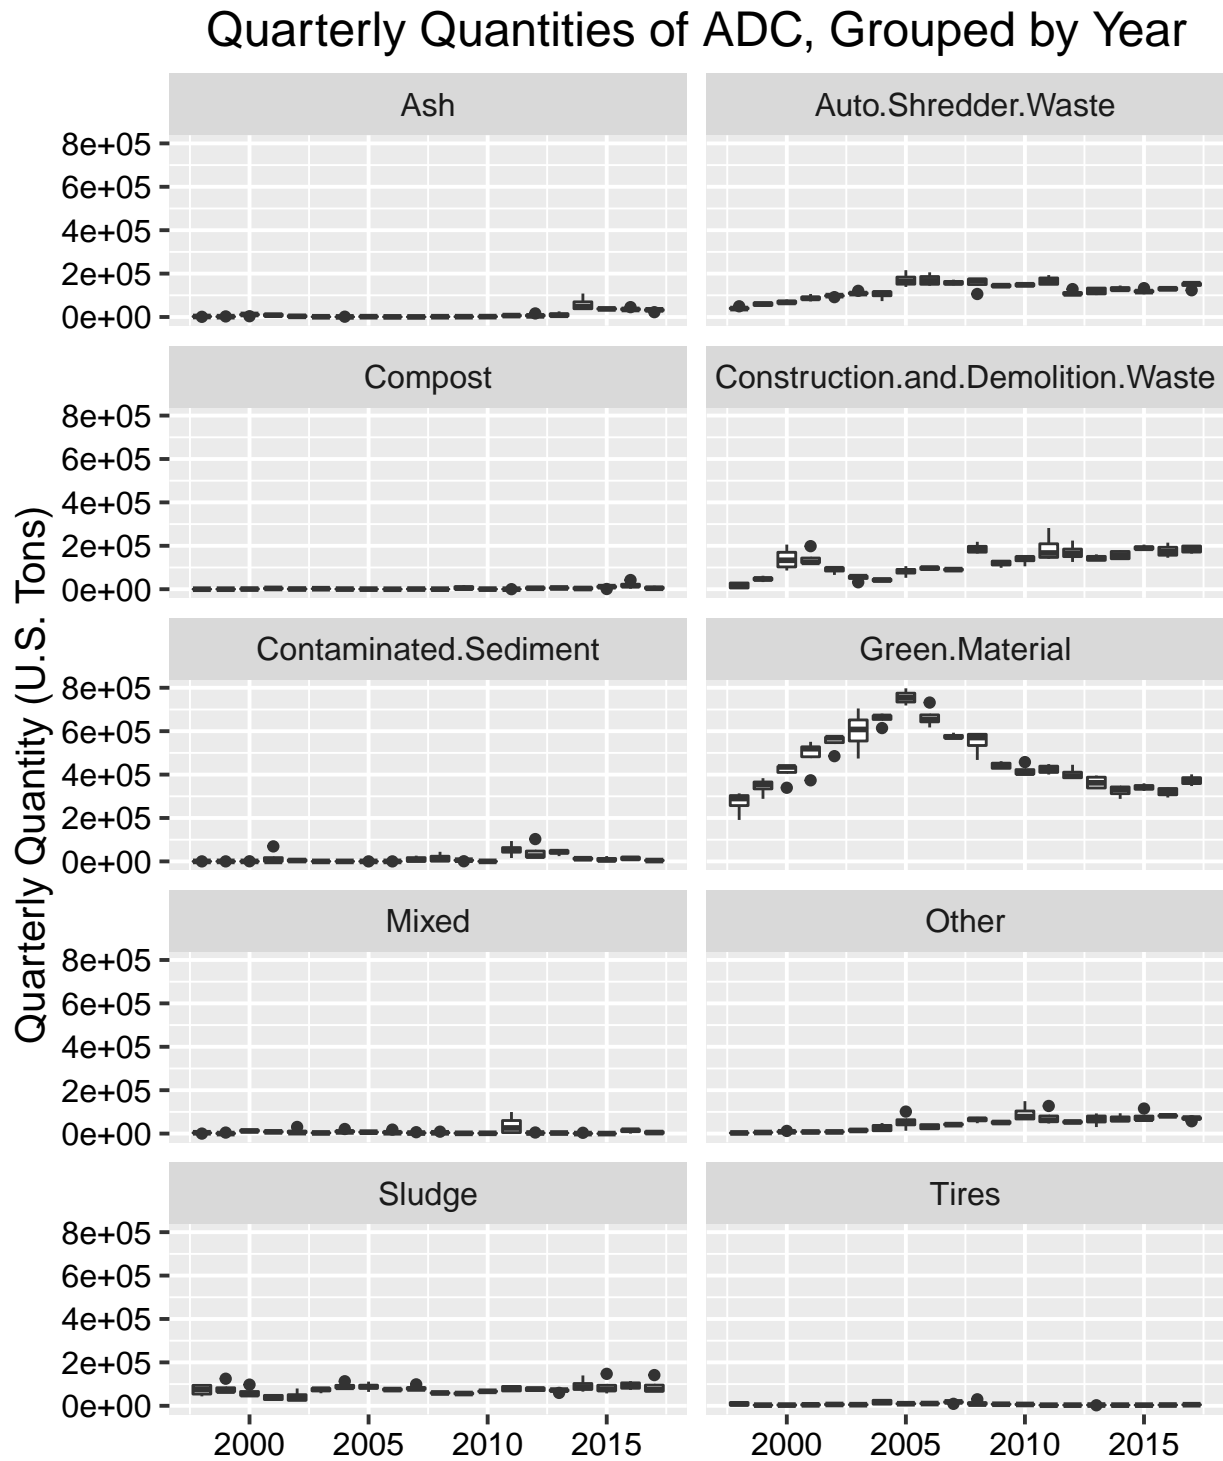 Quarterly Quantities of ADC, Grouped by Year
Quarterly Quantity (U.S. Tons)
Ash
Auto.Shredder.Waste
8e+05
6e+05
4e+05
2e+05
0e+00
Compost
Construction.and.Demolition.Waste
8e+05
6e+05
4e+05
2e+05
0e+00
Contaminated.Sediment
Green.Material
8e+05
6e+05
4e+05
2e+05
0e+00
Mixed
Other
8e+05
6e+05
4e+05
2e+05
0e+00
Sludge
Tires
8e+05
6e+05
4e+05
2e+05
0e+00
2000 2005 2010 2015
2000 2005 2010 2015